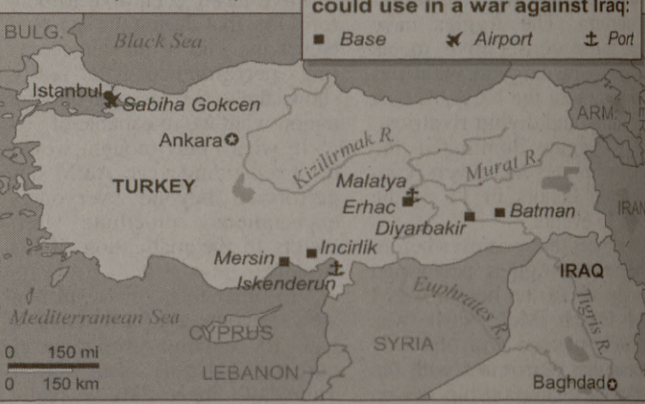 could use in a war against Iraq:
Base Airport Port
BULG.
Black Sea
Istanbul
Sabiha Gokcen
ARM.
Ankara
Kizilirmak R.
Murat R.
TURKEY
Malatya
Erhac
Batman
IRAN
Diyarbakir
Incirlik
Mersin
IRAQ
Iskenderun
Euphrates R.
Tigris R.
Mediterranean Sea
CYPRUS
SYRIA
0 150 mi
LEBANON
0 150 km
Baghdad